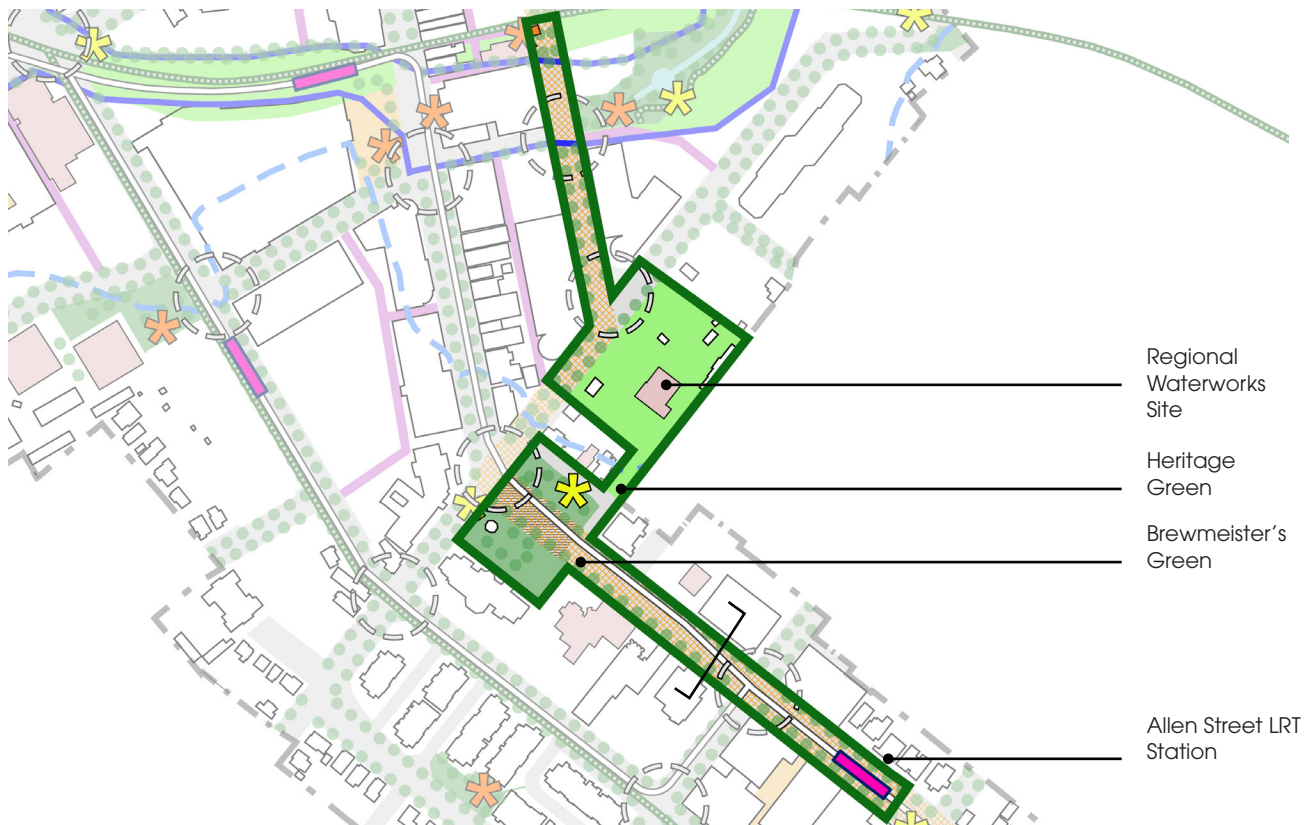 Regional
Waterworks
Site
Heritage
Green
Brewmeister’s
Green
Allen Street LRT
Station